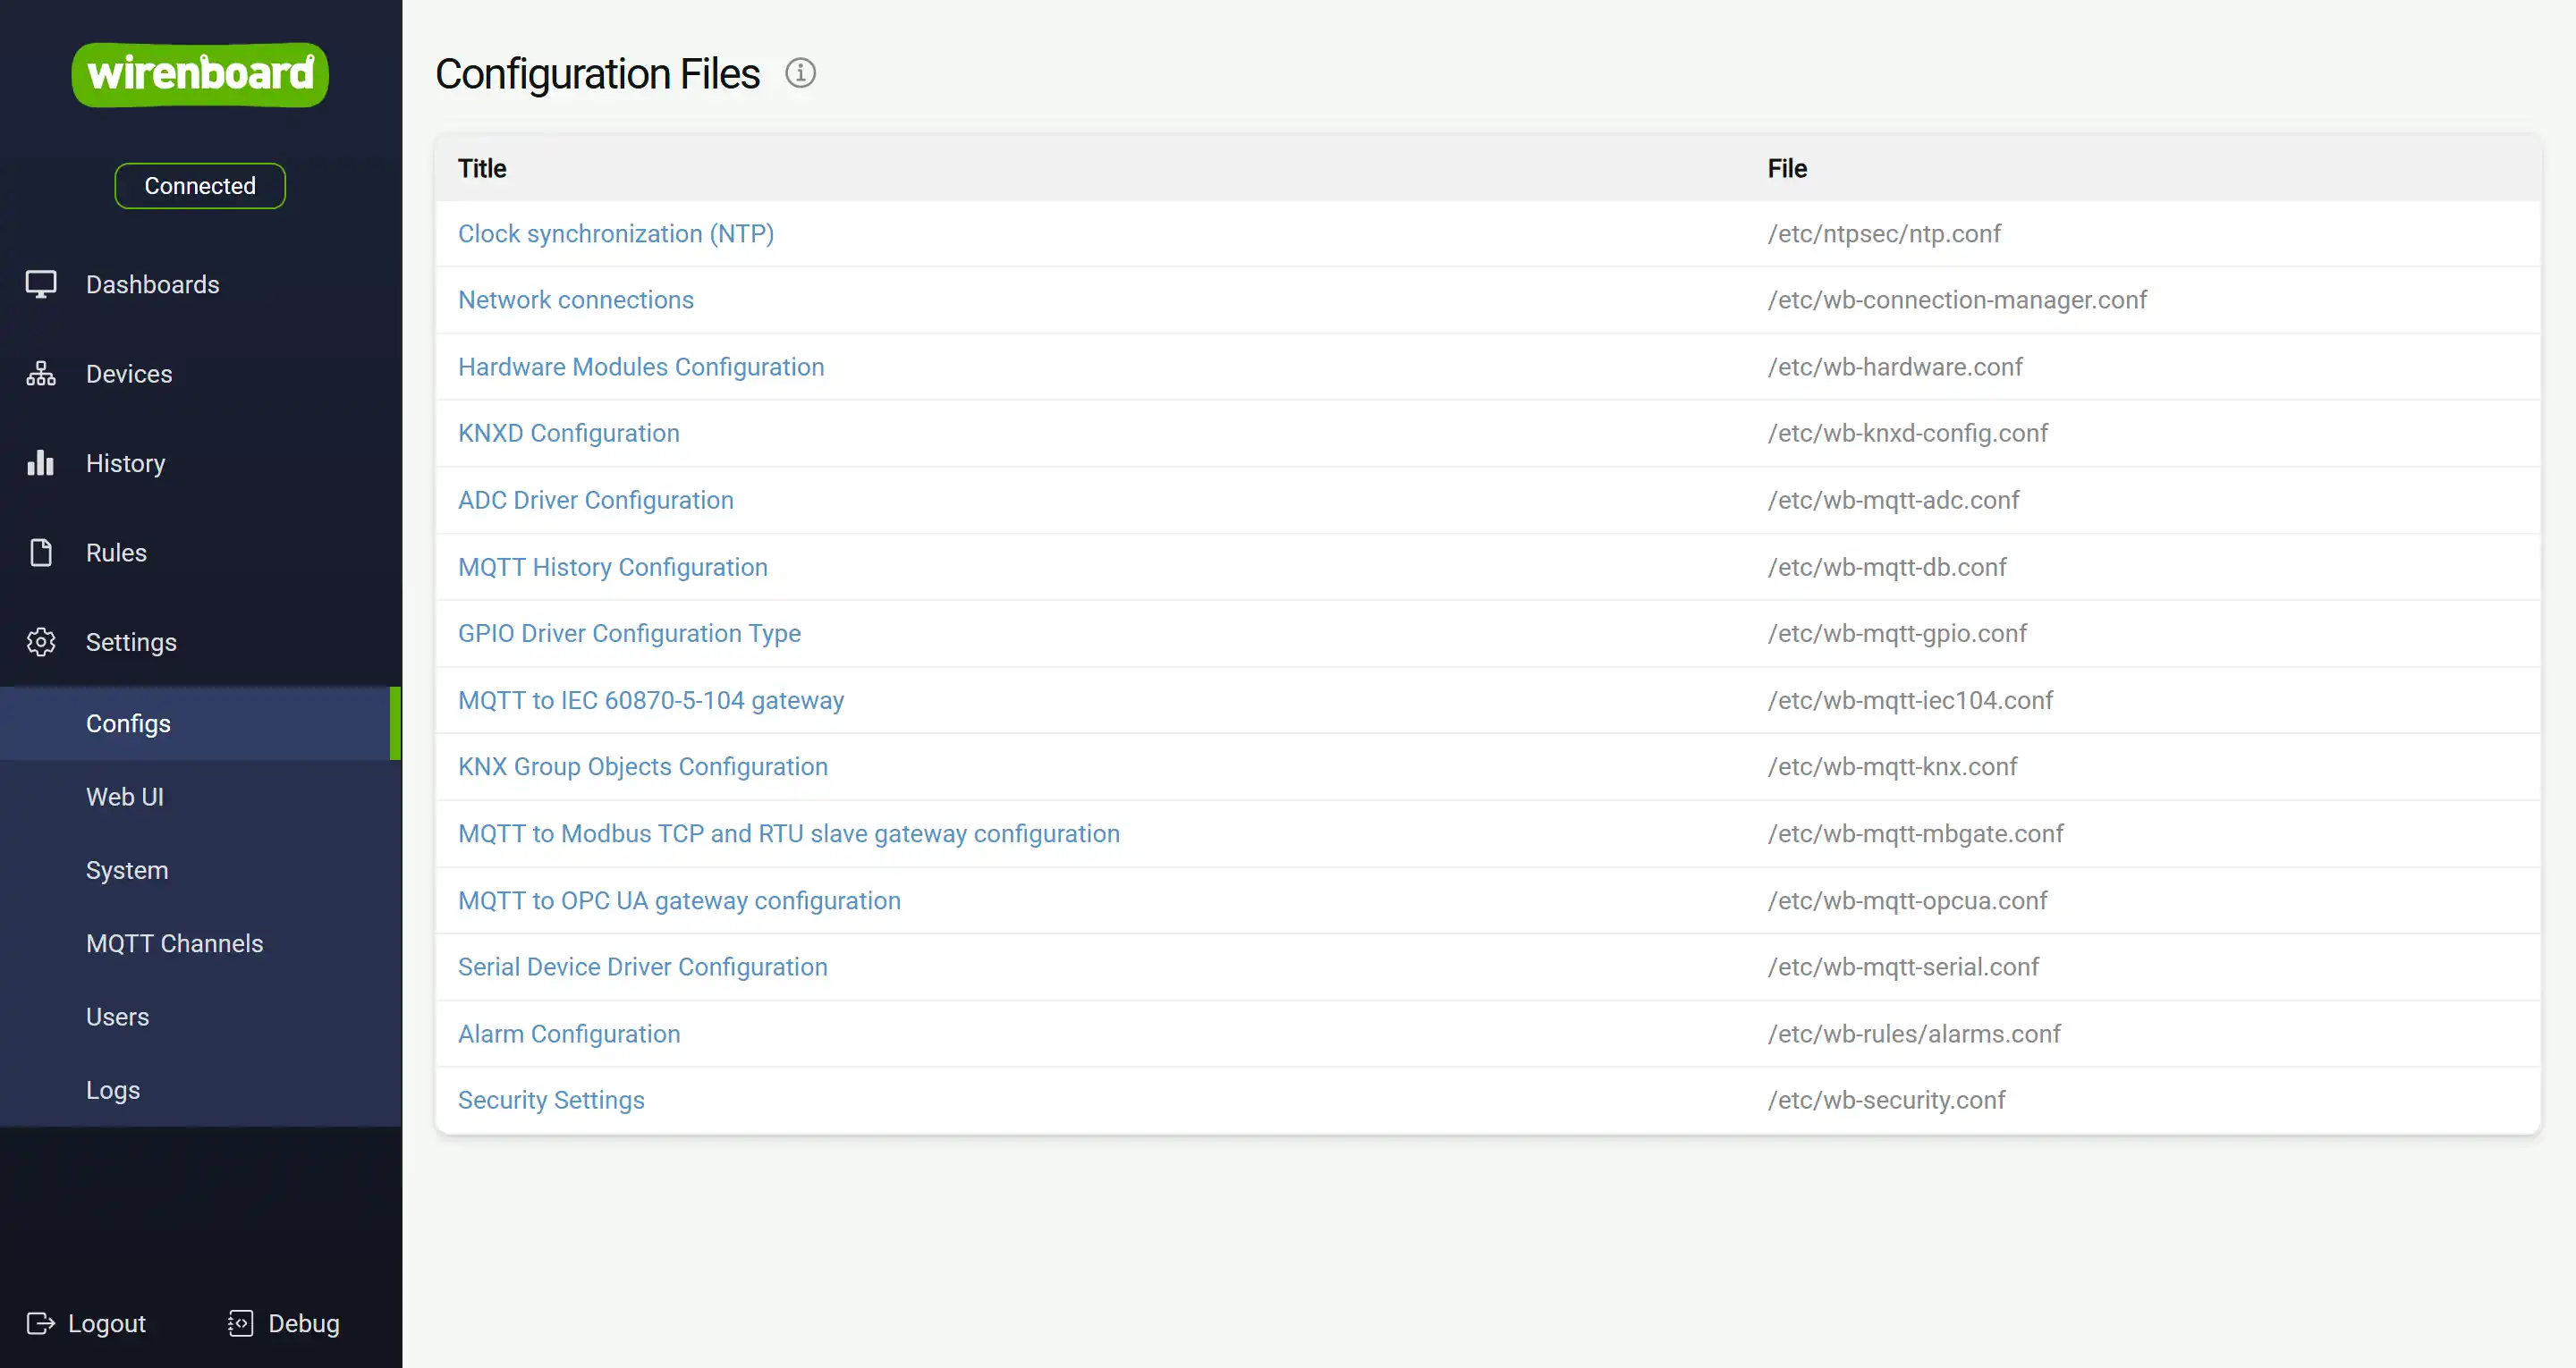 wirenboard
Connected
Dashboards
Devices
History
Rules
Settings
Configs
Web UI
System
MQTT Channels
Users
Logs
Logout Debug
Configuration Files
Title File
Clock synchronization (NTP) /etc/ntpsec/ntp.conf
Network connections /etc/wb-connection-manager.conf
Hardware Modules Configuration /etc/wb-hardware.conf
KNXD Configuration /etc/wb-knxd-config.conf
ADC Driver Configuration /etc/wb-mqtt-adc.conf
MQTT History Configuration /etc/wb-mqtt-db.conf
GPIO Driver Configuration Type /etc/wb-mqtt-gpio.conf
MQTT to IEC 60870-5-104 gateway /etc/wb-mqtt-iec104.conf
KNX Group Objects Configuration /etc/wb-mqtt-knx.conf
MQTT to Modbus TCP and RTU slave gateway configuration /etc/wb-mqtt-mbgate.conf
MQTT to OPC UA gateway configuration /etc/wb-mqtt-opcua.conf
Serial Device Driver Configuration /etc/wb-mqtt-serial.conf
Alarm Configuration /etc/wb-rules/alarms.conf
Security Settings /etc/wb-security.conf